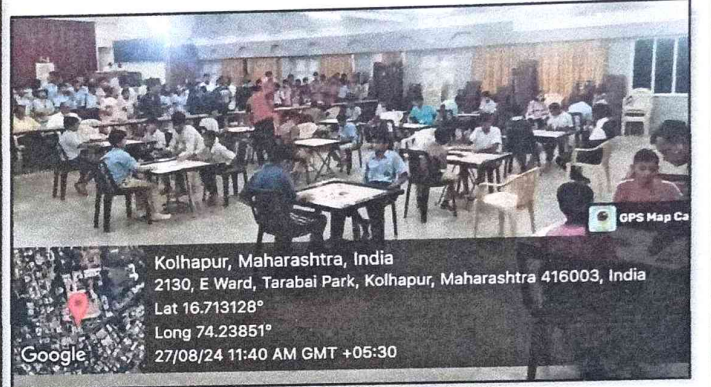 GPS Map Ca
Kolhapur, Maharashtra, India
2130, E Ward, Tarabai Park, Kolhapur, Maharashtra 416003, India
Lat 16.713128°
Long 74.23851°
27/08/24 11:40 AM GMT +05:30
Google